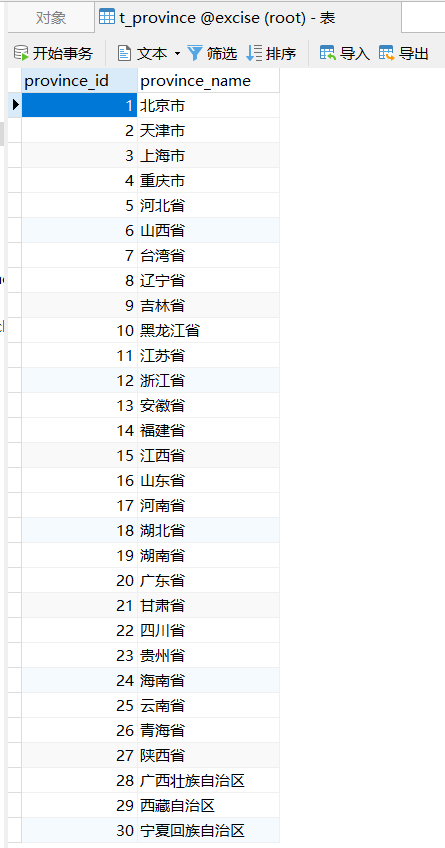 对象 t_province @excise (root) - 表
开始事务 文本 筛选 排序 导入 导出
province_id province_name
1 北京市
2 天津市
3 上海市
4 重庆市
5 河北省
6 山西省
7 台湾省
8 辽宁省
9 吉林省
10 黑龙江省
11 江苏省
12 浙江省
13 安徽省
14 福建省
15 江西省
16 山东省
17 河南省
18 湖北省
19 湖南省
20 广东省
21 甘肃省
22 四川省
23 贵州省
24 海南省
25 云南省
26 青海省
27 陕西省
28 广西壮族自治区
29 西藏自治区
30 宁夏回族自治区